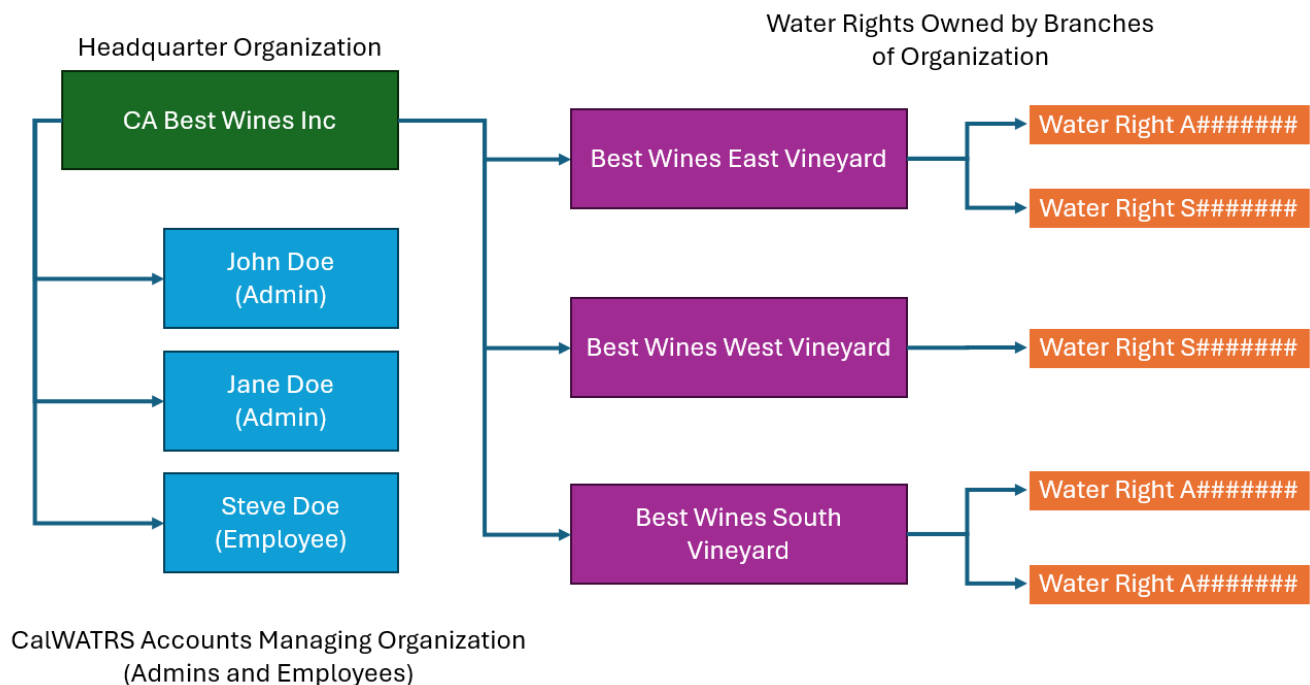 Headquarter Organization
CA Best Wines Inc
John Doe
(Admin)
Jane Doe
(Admin)
Steve Doe
(Employee)
CalWATRS Accounts Managing Organization
(Admins and Employees)
Water Rights Owned by Branches
of Organization
Best Wines East Vineyard
Water Right A#######
Water Right S#######
Best Wines West Vineyard
Water Right S#######
Best Wines South
Vineyard
Water Right A#######
Water Right A#######